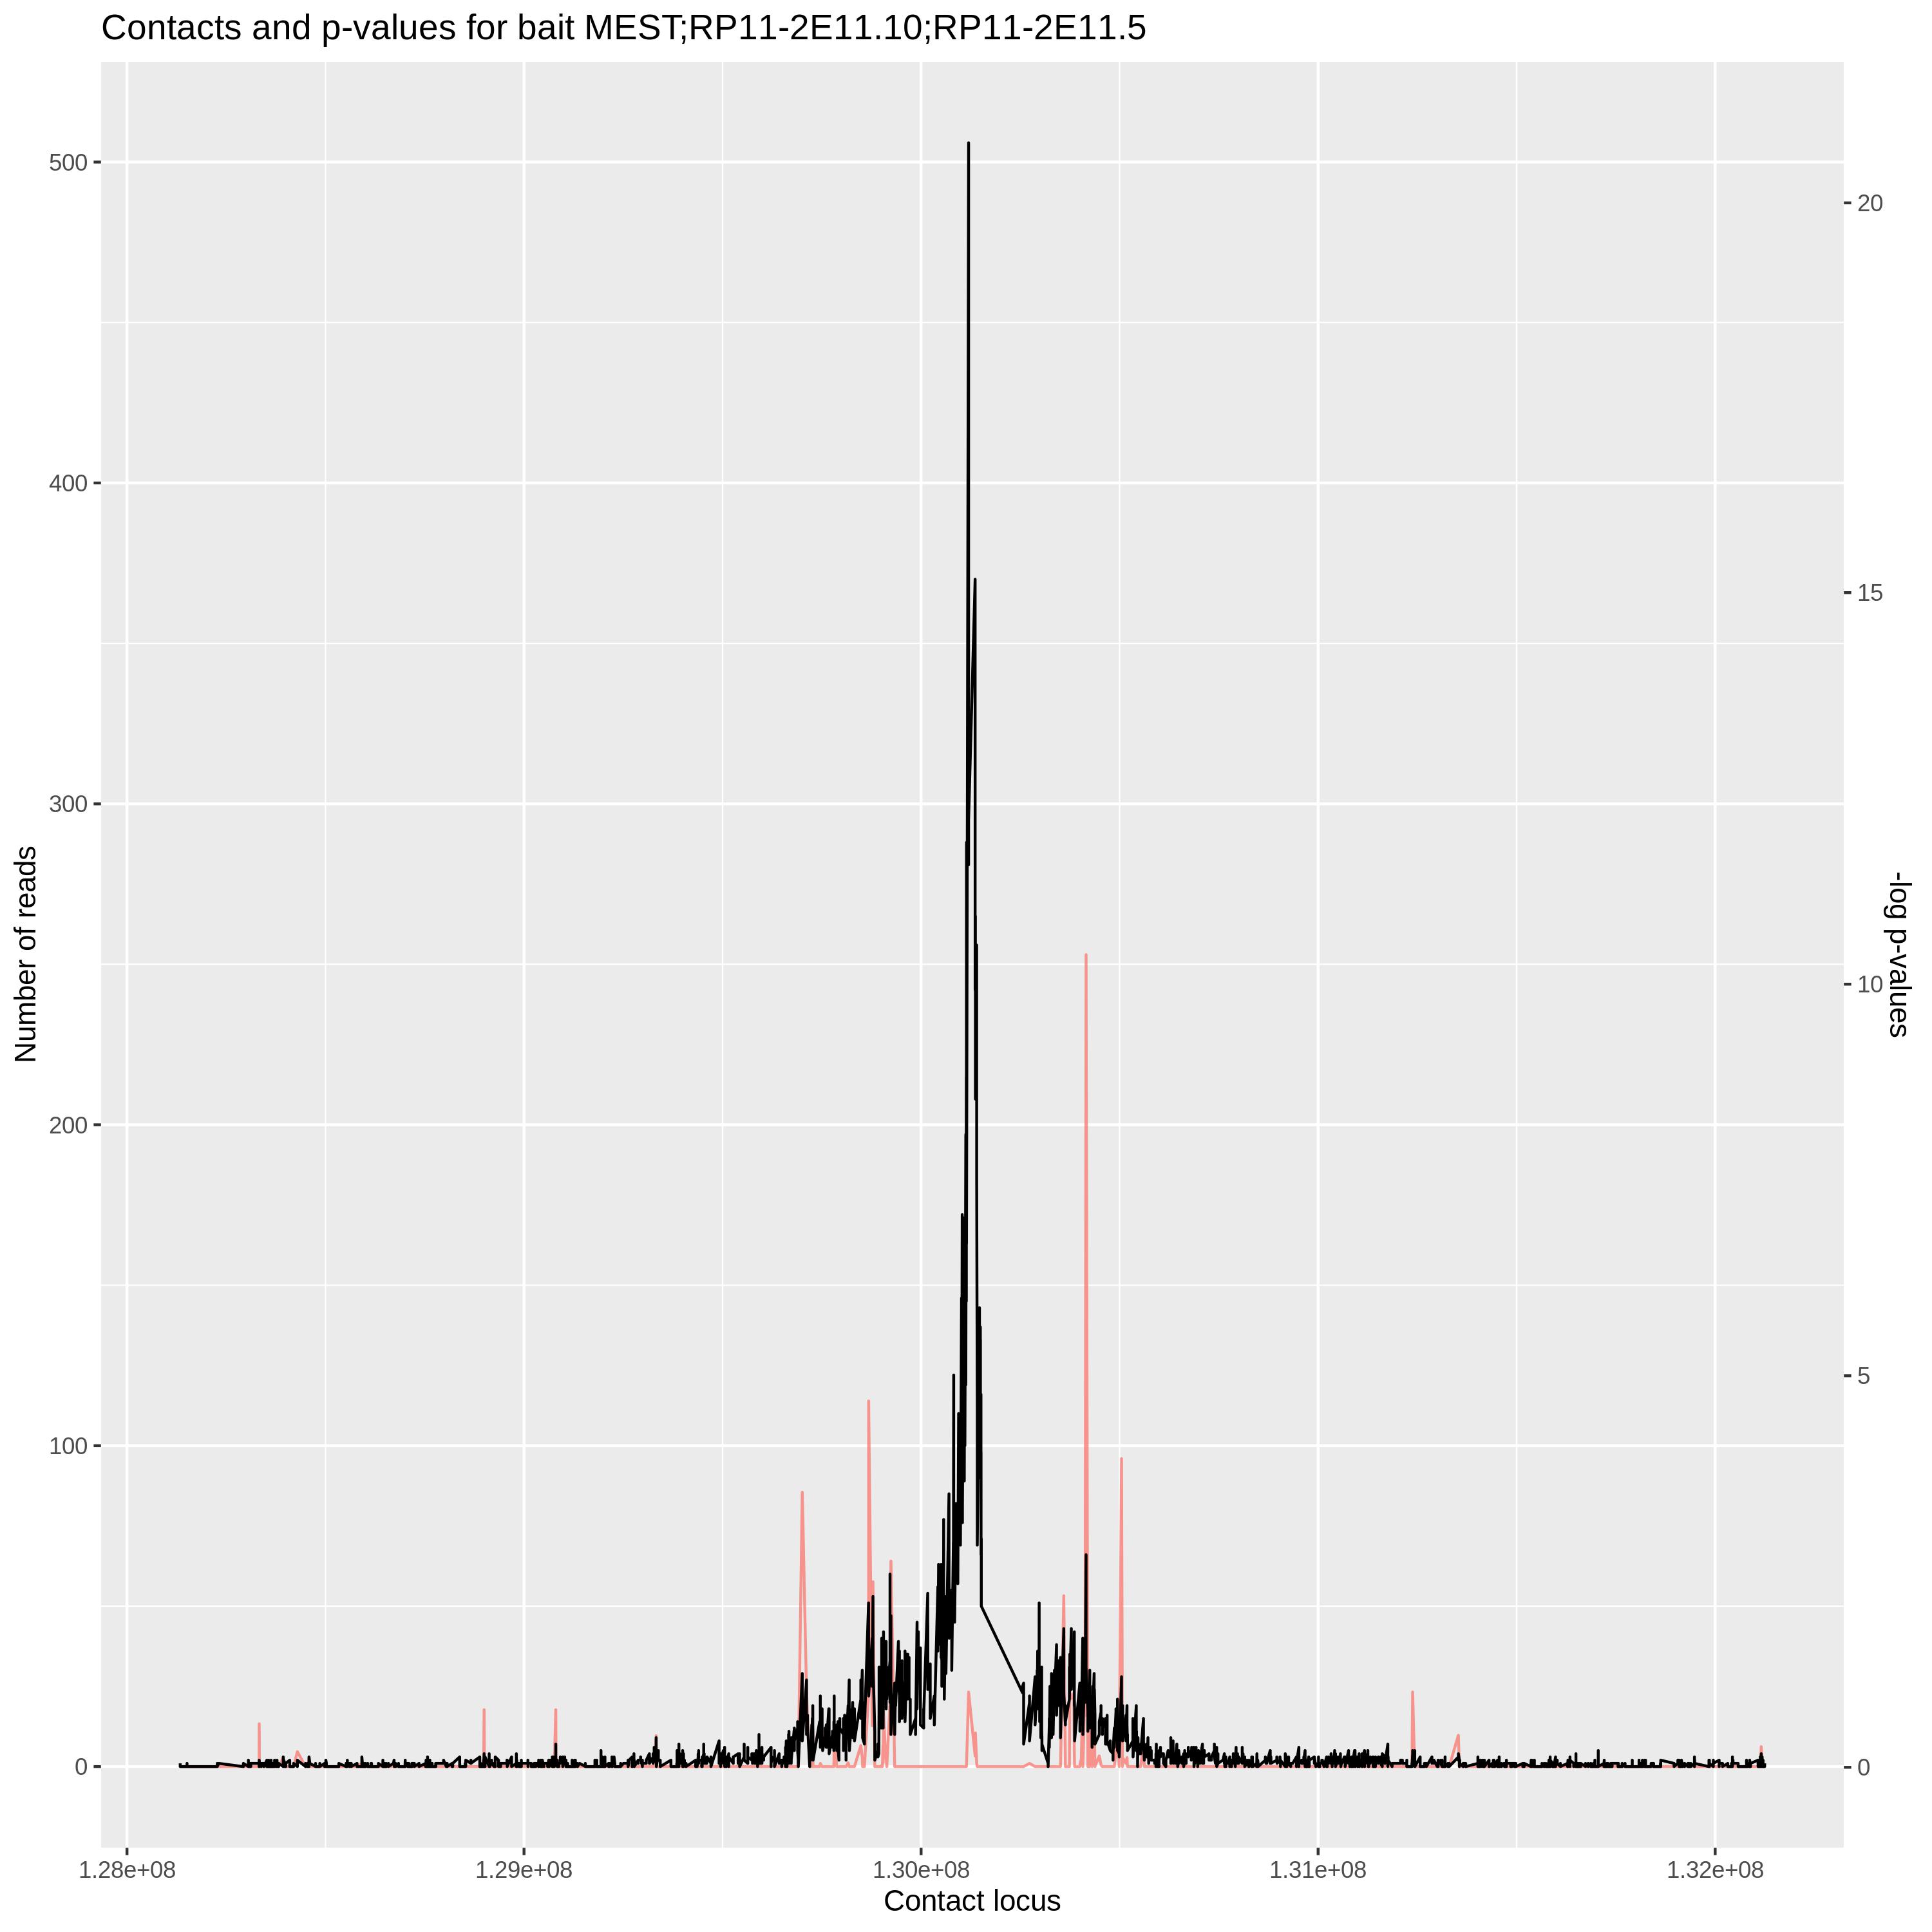 Contacts and p-values for bait MEST;RP11-2E11.10;RP11-2E11.5
500
400
300
200
100
0
Number of reads
20
15
10
5
0
-log p-values
1.28e+08
1.29e+08
1.30e+08
1.31e+08
1.32e+08
Contact locus